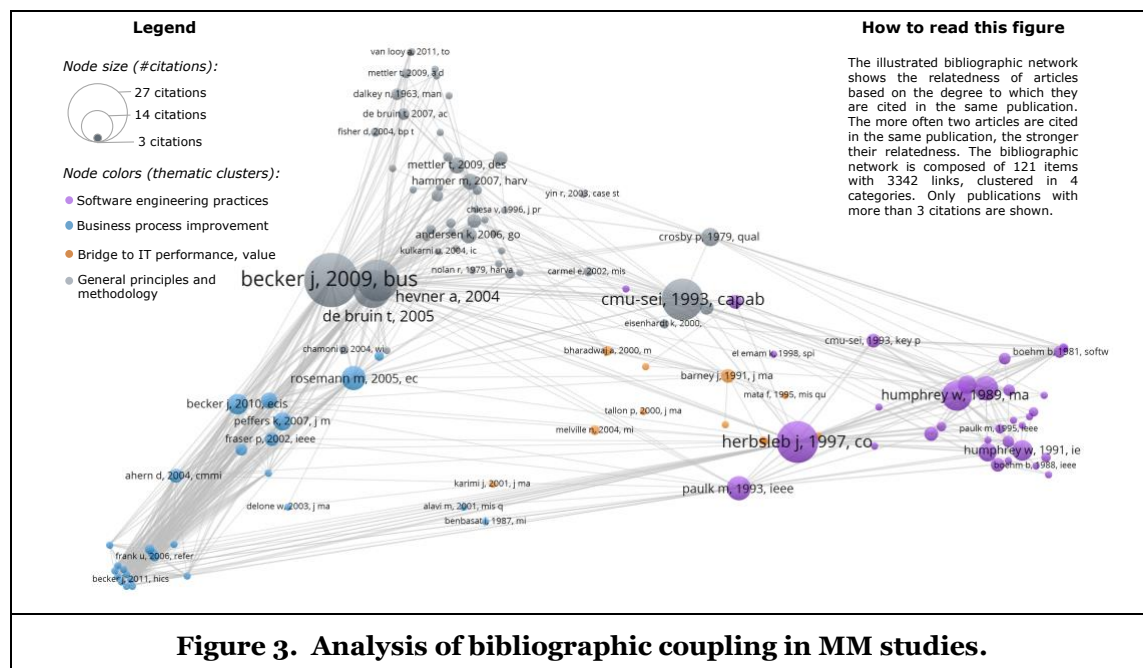 Legend
Node size (#citations):
27 citations
14 citations
3 citations
Node colors (thematic clusters):
Software engineering practices
Business process improvement
Bridge to IT performance, value
General principles and
methodology
How to read this figure
The illustrated bibliographic network
shows the relatedness of articles
based on the degree to which they
are cited in the same publication.
The more often two articles are cited
in the same publication, the stronger
their relatedness. The bibliographic
network is composed of 121 items
with 3342 links, clustered in 4
categories. Only publications with
more than 3 citations are shown.
van looy a, 2011, to
mettler t, 2009, a d
dalkey n, 1963, man
de bruin t, 2007, ac
fisher d, 2004, bp t
mettler t, 2009, des
hammer m, 2007, harv
yin r, 2003, case st
chiesa v, 1996, j pr
andersen k, 2006, go
crosby p, 1979, qual
kulkarni u, 2004, ic
nolan r, 1979, harva
carmel e, 2002, mis
becker j, 2009, bus
hevner a, 2004
cmu-sei, 1993, capab
de bruin t, 2005
eisenhardt k, 2000,
chamoni p, 2004, wi
bharadwaj a, 2000, m
el emam k, 1998, spi
cmu-sei, 1993, key p
boehm b, 1981, softw
rosemann m, 2005, ec
barney j, 1991, j ma
mata f, 1995, mis qu
humphrey w, 1989, ma
becker j, 2010, ecis
peffers k, 2007, j m
tallon p, 2000, j ma
melville n, 2004, mi
paulk m, 1995, ieee
fraser p, 2002, ieee
herbsleb j, 1997, co
humphrey w, 1991, ie
boehm b, 1988, ieee
ahern d, 2004, cmmi
karimi j, 2001, j ma
paulk m, 1993, ieee
delone w, 2003, j ma
alavi m, 2001, mis q
benbasat i, 1987, mi
frank u, 2006, refer
becker j, 2011, hics
Figure 3. Analysis of bibliographic coupling in MM studies.